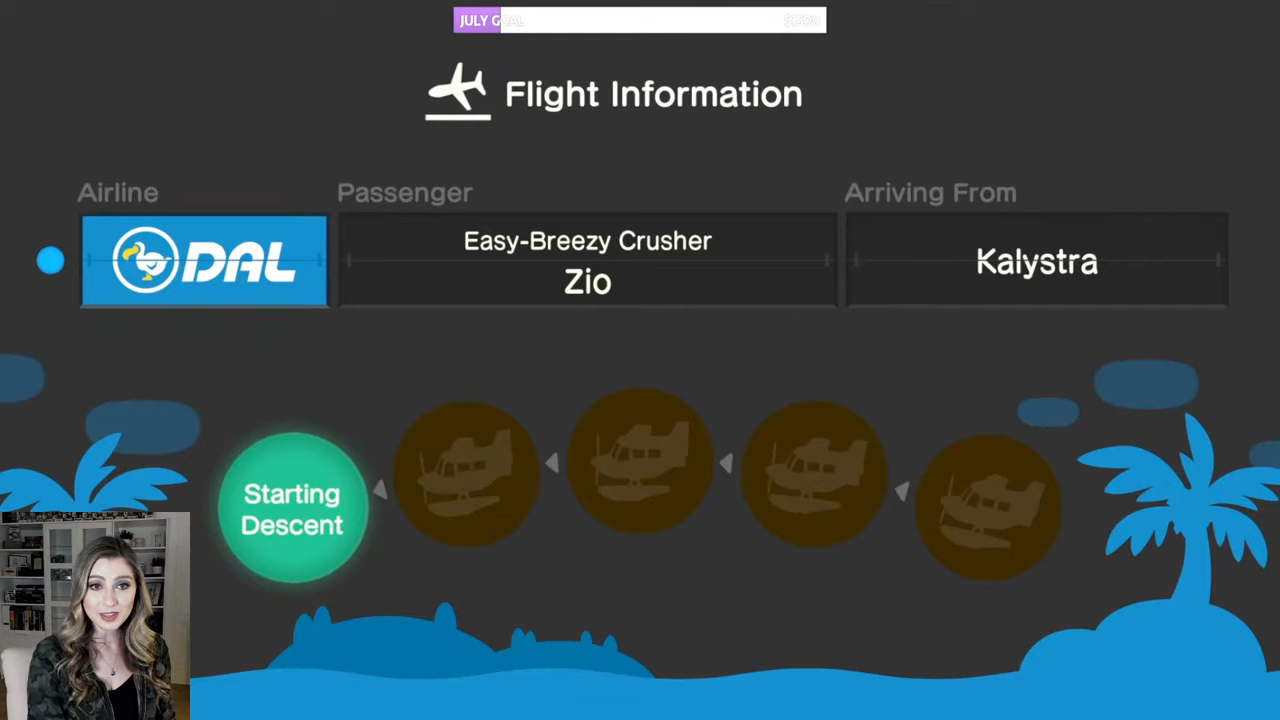 JULY GOAL
Flight Information
Airline
Passenger
Arriving From
DAL
Easy-Breezy Crusher
Zio
Kalystra
Starting
Descent